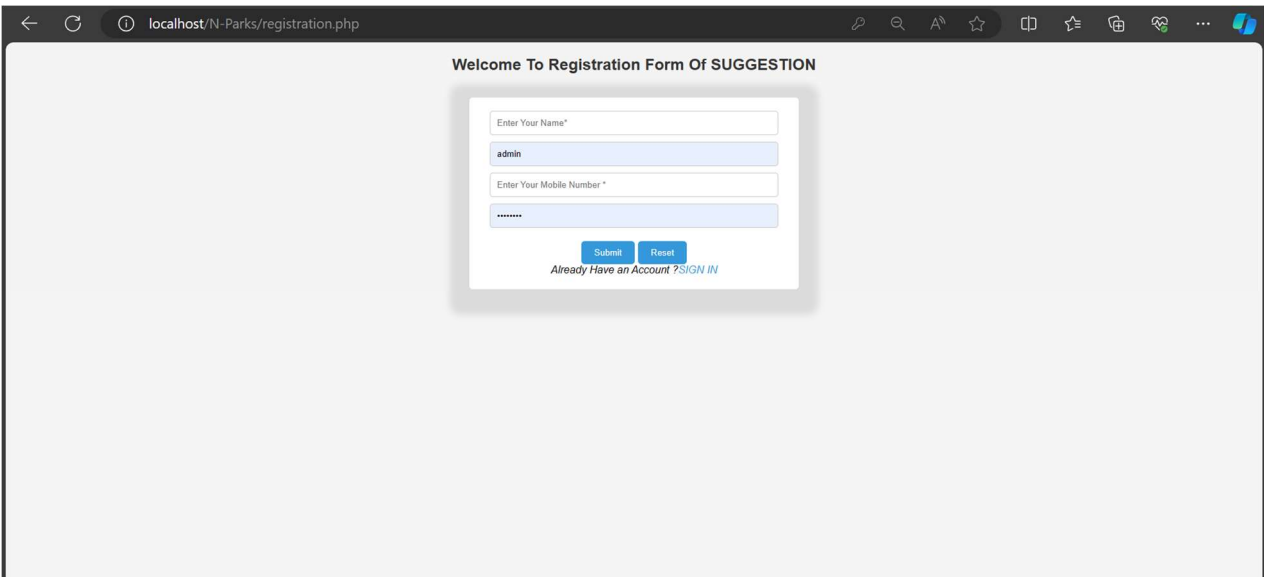 localhost/N-Parks/registration.php
Welcome To Registration Form Of SUGGESTION
Enter Your Name*
admin
Enter Your Mobile Number *
••••••••
Submit Reset
Already Have an Account ?SIGN IN